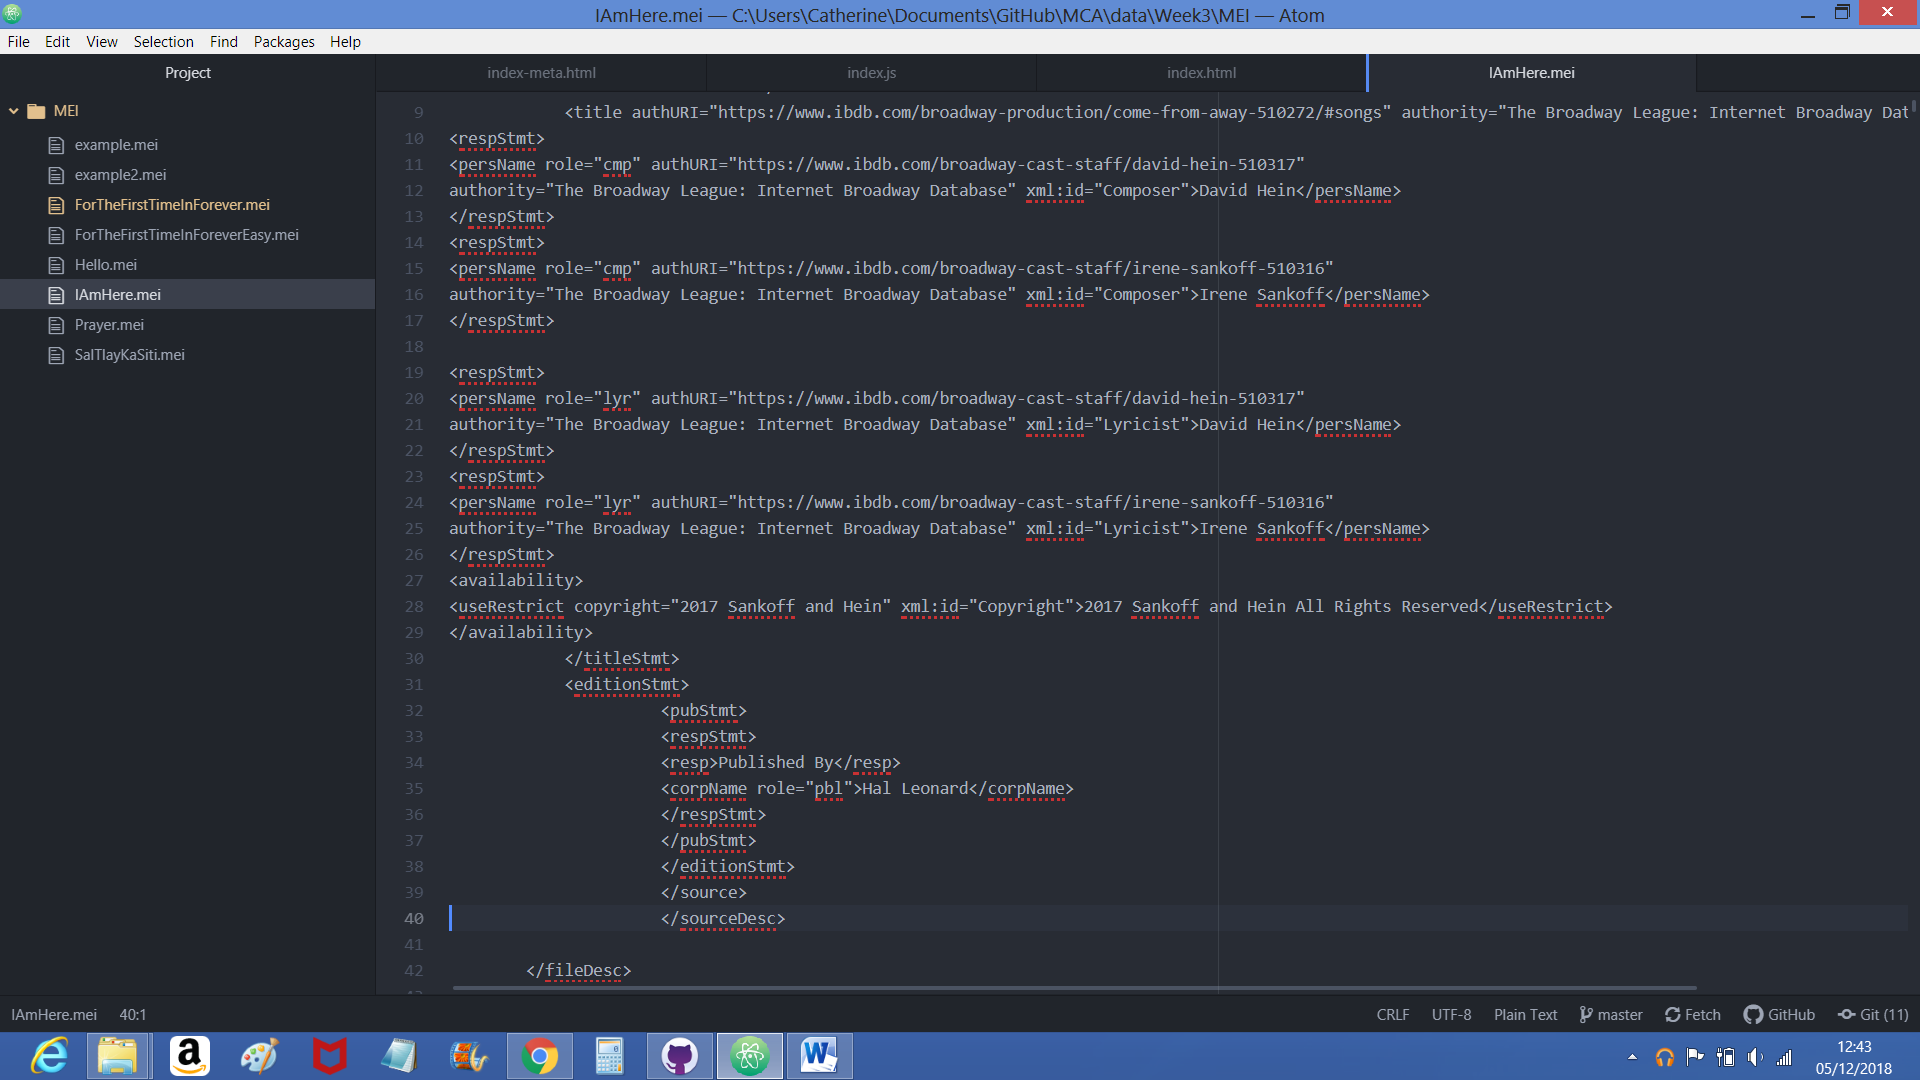 IAmHere.mei — C:\Users\Catherine\Documents\GitHub\MCA\data\Week3\MEI — Atom
File Edit View Selection Find Packages Help
Project
index-meta.html index.js index.html IAmHere.mei
MEI
example.mei
example2.mei
ForTheFirstTimeInForever.mei
ForTheFirstTimeInForeverEasy.mei
Hello.mei
IAmHere.mei
Prayer.mei
SalTlayKaSiti.mei
9 <title authURI="https://www.ibdb.com/broadway-production/come-from-away-510272/#songs" authority="The Broadway League: Internet Broadway Dat
10 <respStmt>
11 <persName role="cmp" authURI="https://www.ibdb.com/broadway-cast-staff/david-hein-510317"
12 authority="The Broadway League: Internet Broadway Database" xml:id="Composer">David Hein</persName>
13 </respStmt>
14 <respStmt>
15 <persName role="cmp" authURI="https://www.ibdb.com/broadway-cast-staff/irene-sankoff-510316"
16 authority="The Broadway League: Internet Broadway Database" xml:id="Composer">Irene Sankoff</persName>
17 </respStmt>
18
19 <respStmt>
20 <persName role="lyr" authURI="https://www.ibdb.com/broadway-cast-staff/david-hein-510317"
21 authority="The Broadway League: Internet Broadway Database" xml:id="Lyricist">David Hein</persName>
22 </respStmt>
23 <respStmt>
24 <persName role="lyr" authURI="https://www.ibdb.com/broadway-cast-staff/irene-sankoff-510316"
25 authority="The Broadway League: Internet Broadway Database" xml:id="Lyricist">Irene Sankoff</persName>
26 </respStmt>
27 <availability>
28 <useRestrict copyright="2017 Sankoff and Hein" xml:id="Copyright">2017 Sankoff and Hein All Rights Reserved</useRestrict>
29 </availability>
30 </titleStmt>
31 <editionStmt>
32 <pubStmt>
33 <respStmt>
34 <resp>Published By</resp>
35 <corpName role="pbl">Hal Leonard</corpName>
36 </respStmt>
37 </pubStmt>
38 </editionStmt>
39 </source>
40 </sourceDesc>
41
42 </fileDesc>
IAmHere.mei 40:1 CRLF UTF-8 Plain Text master Fetch GitHub Git (11)
12:43
05/12/2018